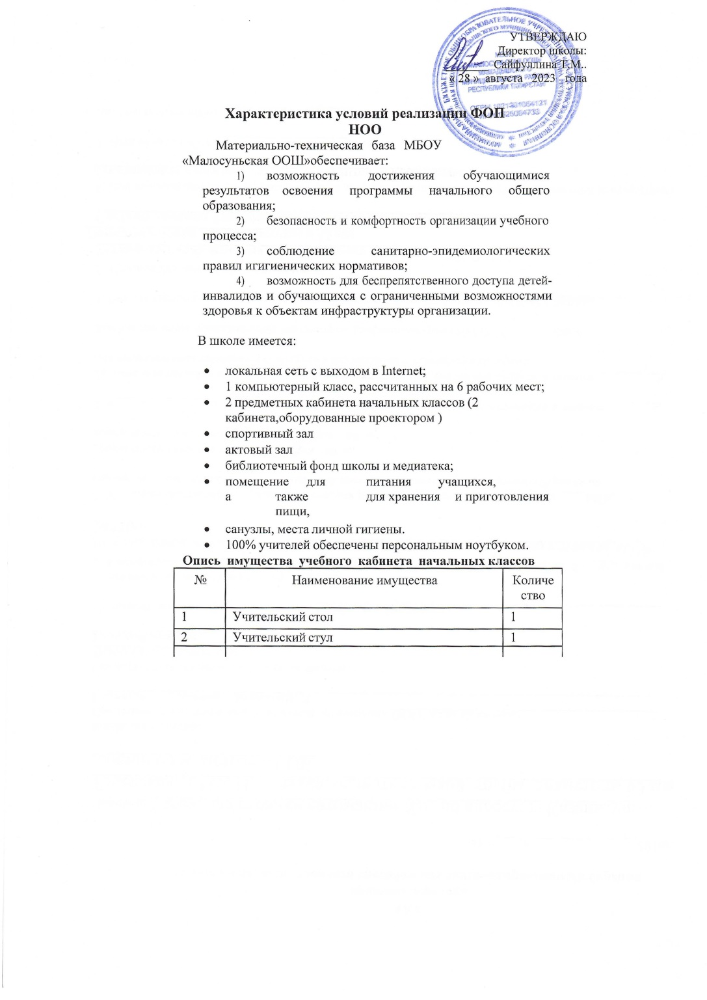 УТВЕРЖДАЮ
Директор школы:
Сайфуллина Т.М..
« 28 » августа 2023 года
РЕСПУБЛИКИ ТАТАРСТАН
Характеристика условий реализации ФОП
НОО
Материально-техническая база МБОУ
«Малосуньская ООШ»обеспечивает:
1) возможность достижения обучающимися
результатов освоения программы начального общего
образования;
2) безопасность и комфортность организации учебного
процесса;
3) соблюдение санитарно-эпидемиологических
правил игигиенических нормативов;
4) возможность для беспрепятственного доступа детей-
инвалидов и обучающихся с ограниченными возможностями
здоровья к объектам инфраструктуры организации.
В школе имеется:
• локальная сеть с выходом в Internet;
• 1 компьютерный класс, рассчитанных на 6 рабочих мест;
• 2 предметных кабинета начальных классов (2
кабинета,оборудованные проектором )
• спортивный зал
• актовый зал
• библиотечный фонд школы и медиатека;
• помещение для питания учащихся,
а также для хранения и приготовления
пищи,
• санузлы, места личной гигиены.
• 100% учителей обеспечены персональным ноутбуком.
Опись имущества учебного кабинета начальных классов
№ Наименование имущества Количе
ство
1 Учительский стол 1
2 Учительский стул 1